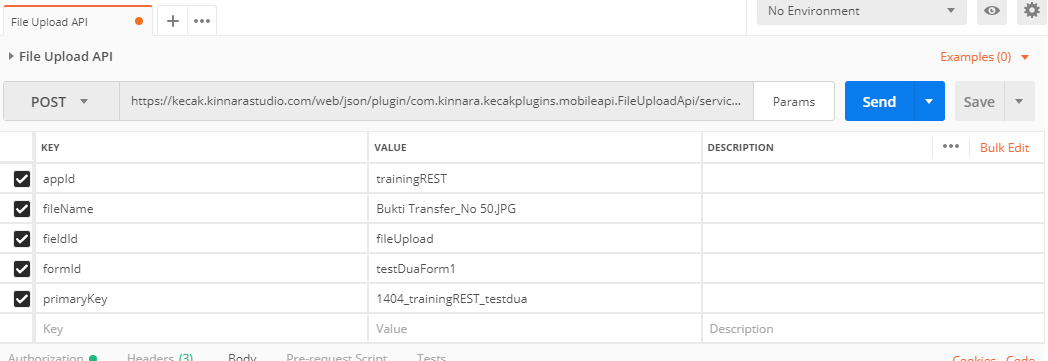 File Upload API
No Environment
File Upload API
Examples (0)
POST
https://kecak.kinnarastudio.com/web/json/plugin/com.kinnara.kecakplugins.mobileapi.FileUploadApi/servic...
Params
Send
Save
KEY VALUE DESCRIPTION ••• Bulk Edit
appId trainingREST
fileName Bukti Transfer_No 50.JPG
fieldId fileUpload
formId testDuaForm1
primaryKey 1404_trainingREST_testdua
Key Value Description
Authorization Headers (3) Body Pre-request Script Tests Cookies Code